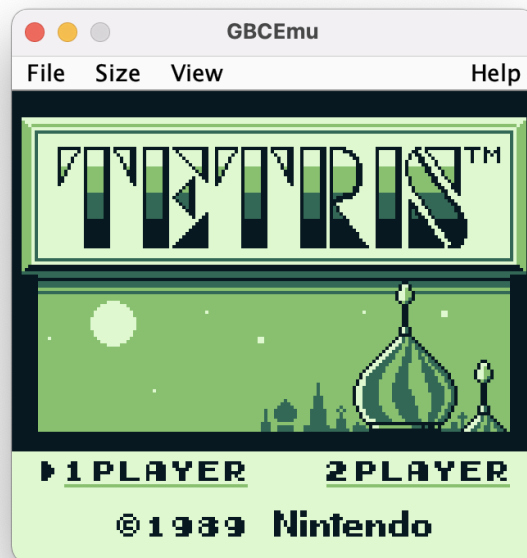 GBCEmu
File Size View Help
TETRIS™
1PLAYER 2PLAYER
©1989 Nintendo